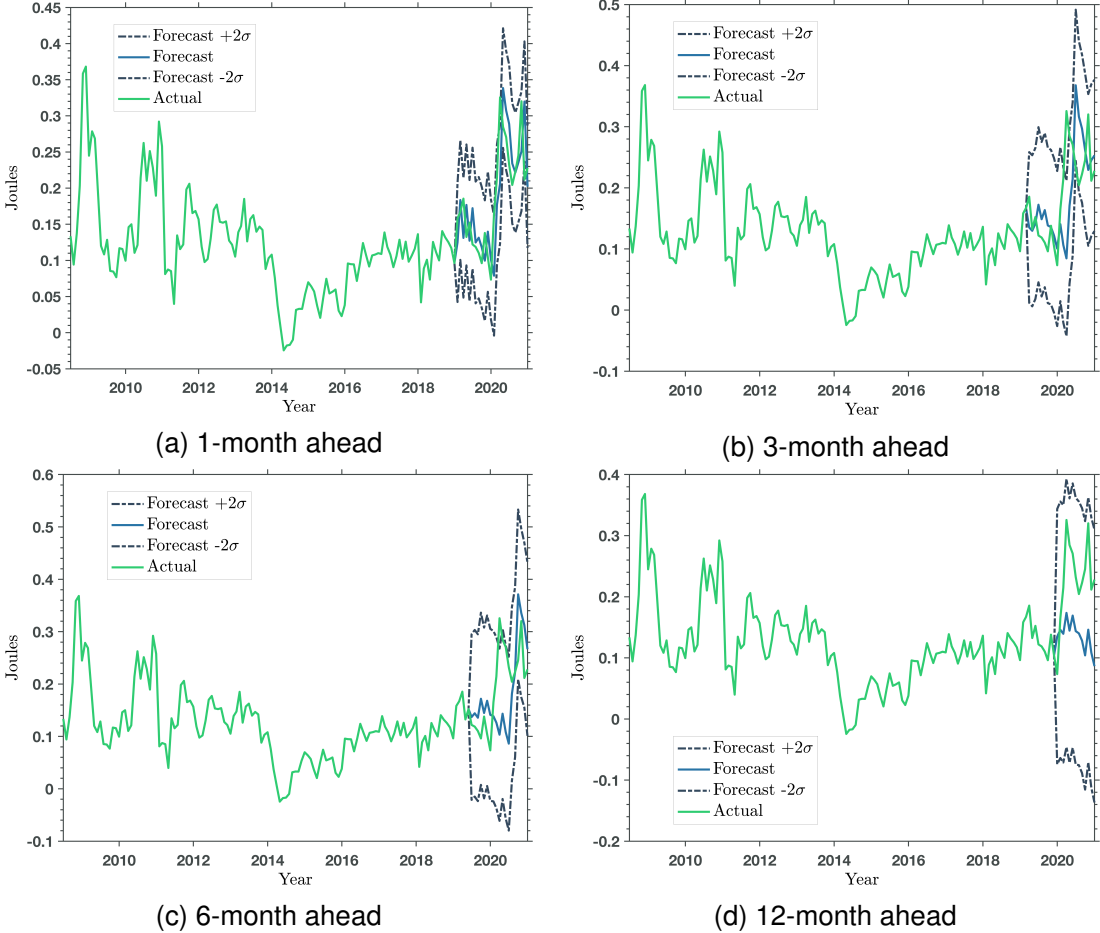 0.45
0.4
0.35
0.3
0.25
0.2
0.15
0.1
0.05
0
-0.05
Joules
Forecast +2σ
Forecast
Forecast -2σ
Actual
2010 2012 2014 2016 2018 2020
Year
(a) 1-month ahead
0.5
0.4
0.3
0.2
0.1
0
-0.1
Joules
Forecast +2σ
Forecast
Forecast -2σ
Actual
2010 2012 2014 2016 2018 2020
Year
(b) 3-month ahead
0.6
0.5
0.4
0.3
0.2
0.1
0
-0.1
Joules
Forecast +2σ
Forecast
Forecast -2σ
Actual
2010 2012 2014 2016 2018 2020
Year
(c) 6-month ahead
0.4
0.3
0.2
0.1
0
-0.1
-0.2
Joules
Forecast +2σ
Forecast
Forecast -2σ
Actual
2010 2012 2014 2016 2018 2020
Year
(d) 12-month ahead